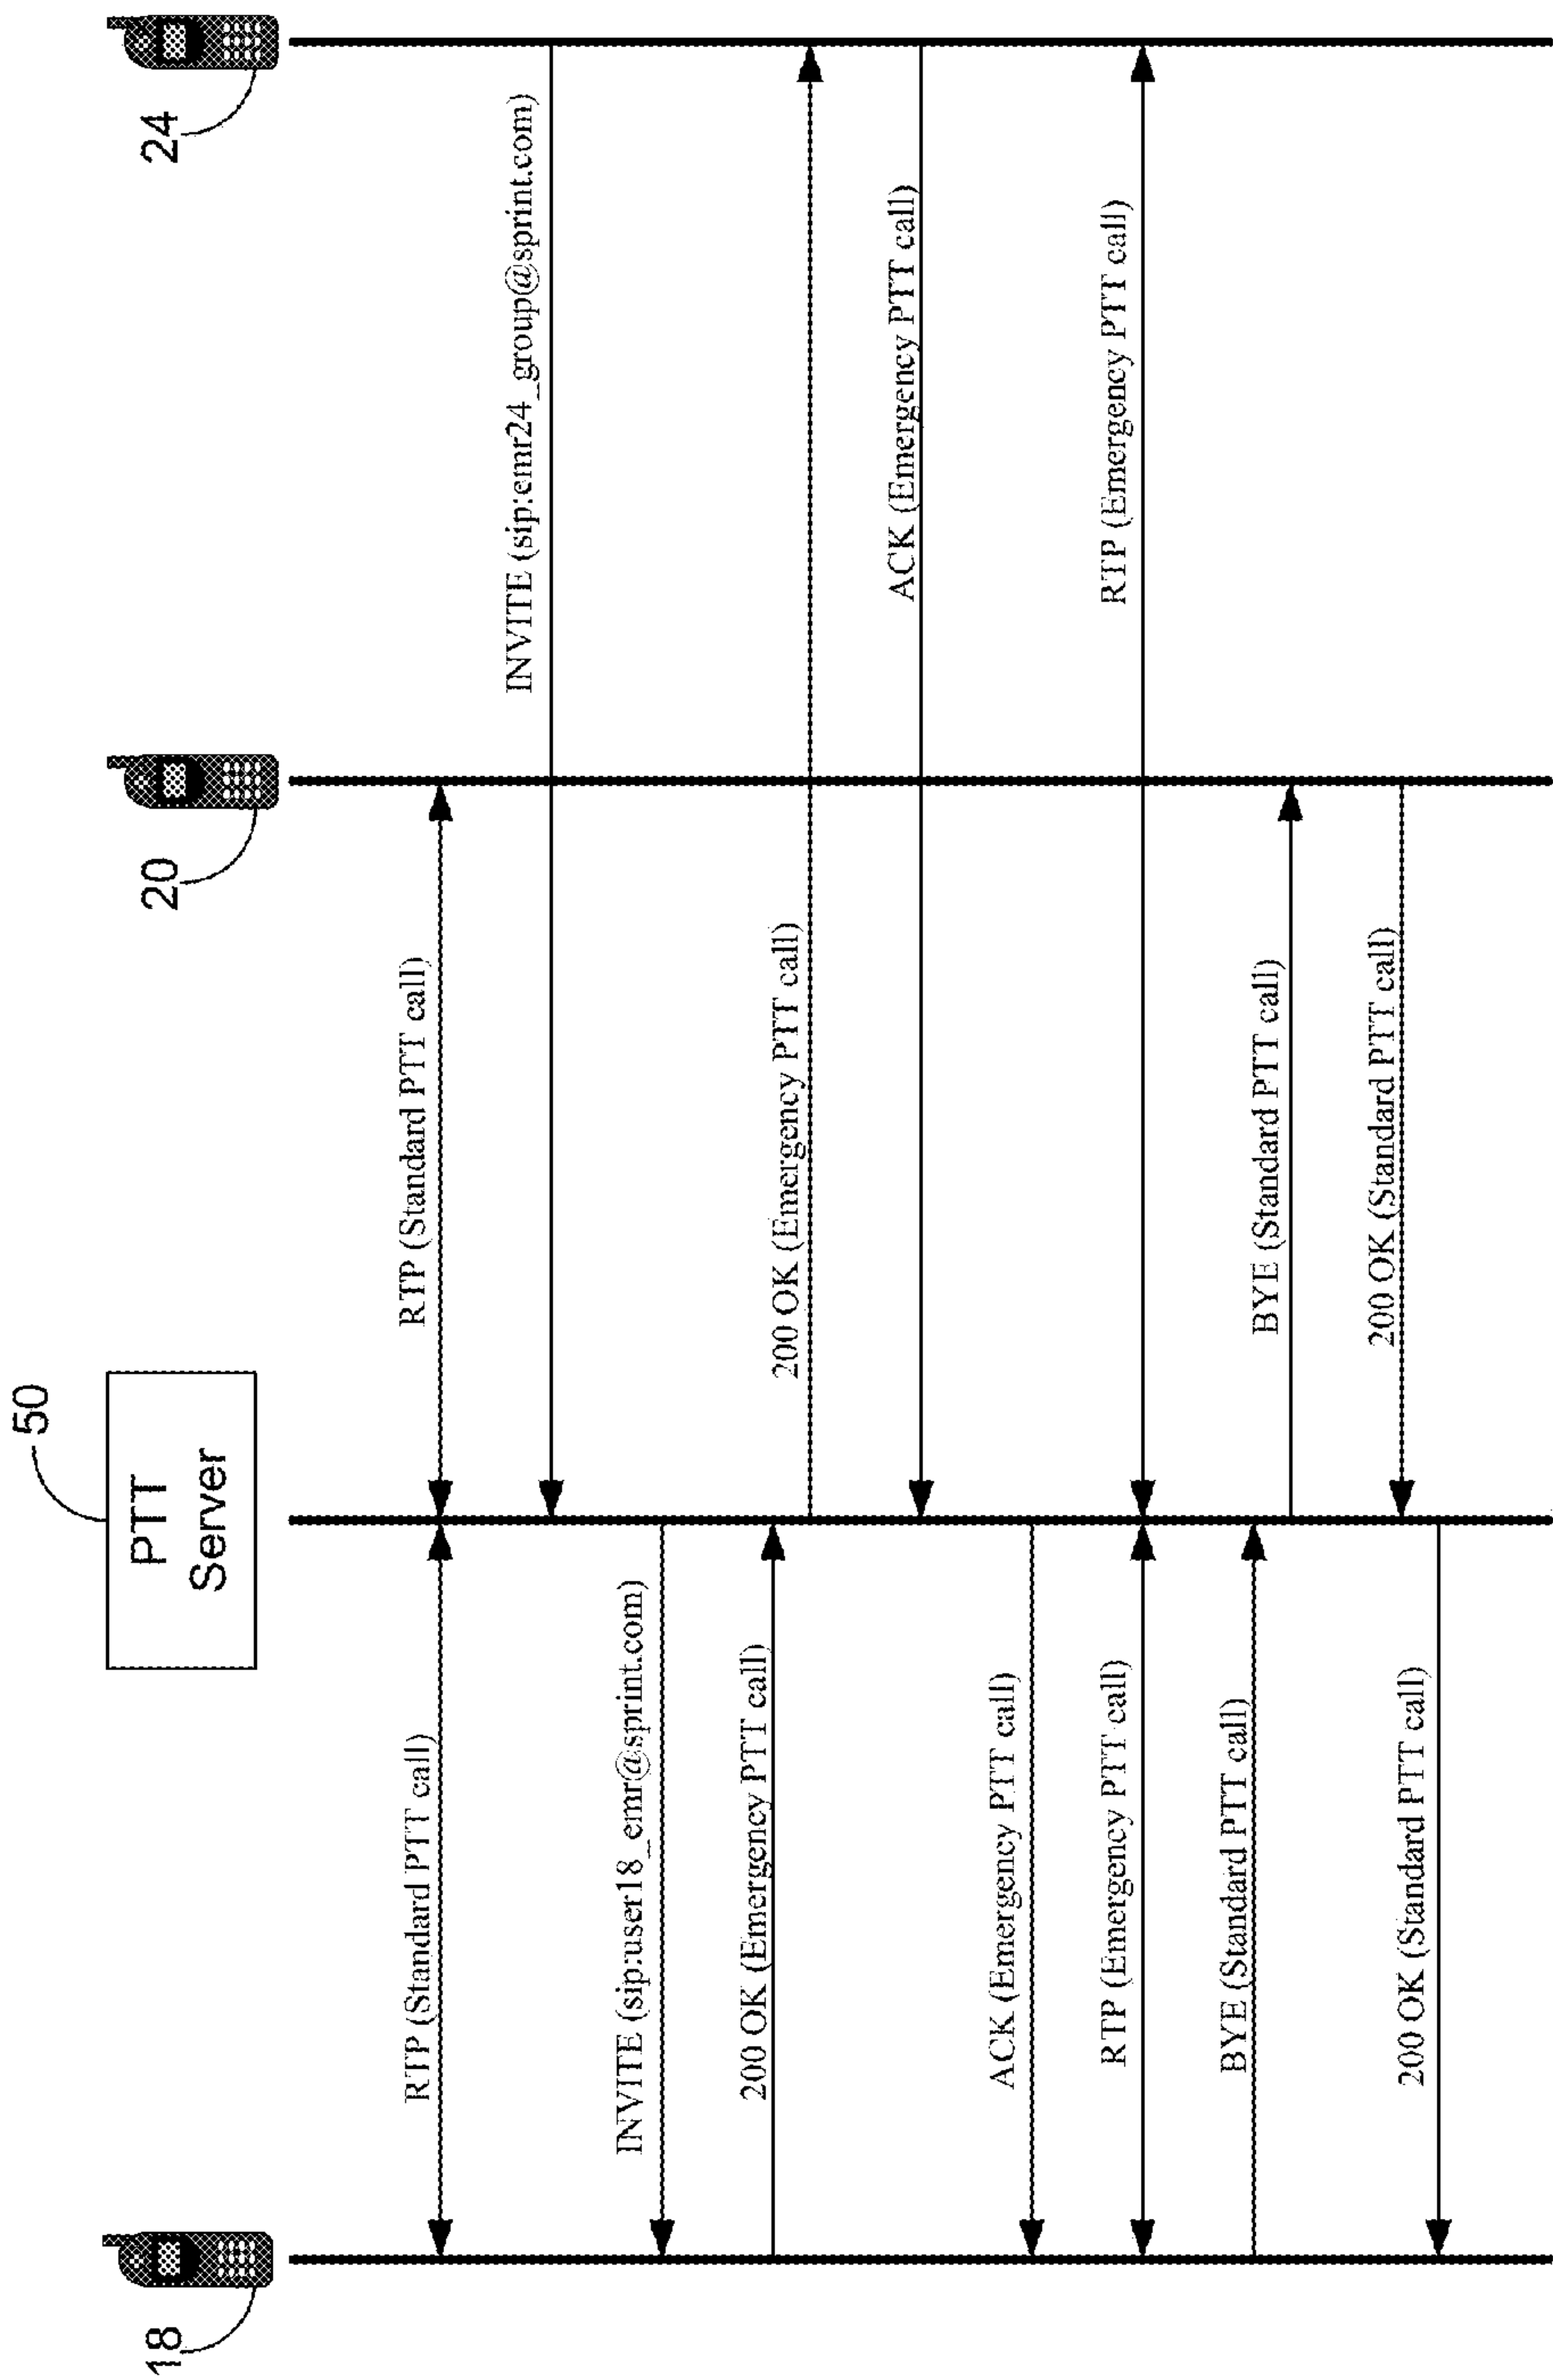 50
PTT
Server
18
20
24
RTP (Standard PTT call)
RTP (Standard PTT call)
INVITE (sip:emr24_group@sprint.com)
INVITE (sip:user18_emr@sprint.com)
200 OK (Emergency PTT call)
200 OK (Emergency PTT call)
ACK (Emergency PTT call)
ACK (Emergency PTT call)
RTP (Emergency PTT call)
RTP (Emergency PTT call)
BYE (Standard PTT call)
BYE (Standard PTT call)
200 OK (Standard PTT call)
200 OK (Standard PTT call)